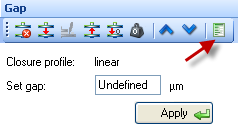 Gap
Closure profile: linear
Set gap: Undefined µm
Apply